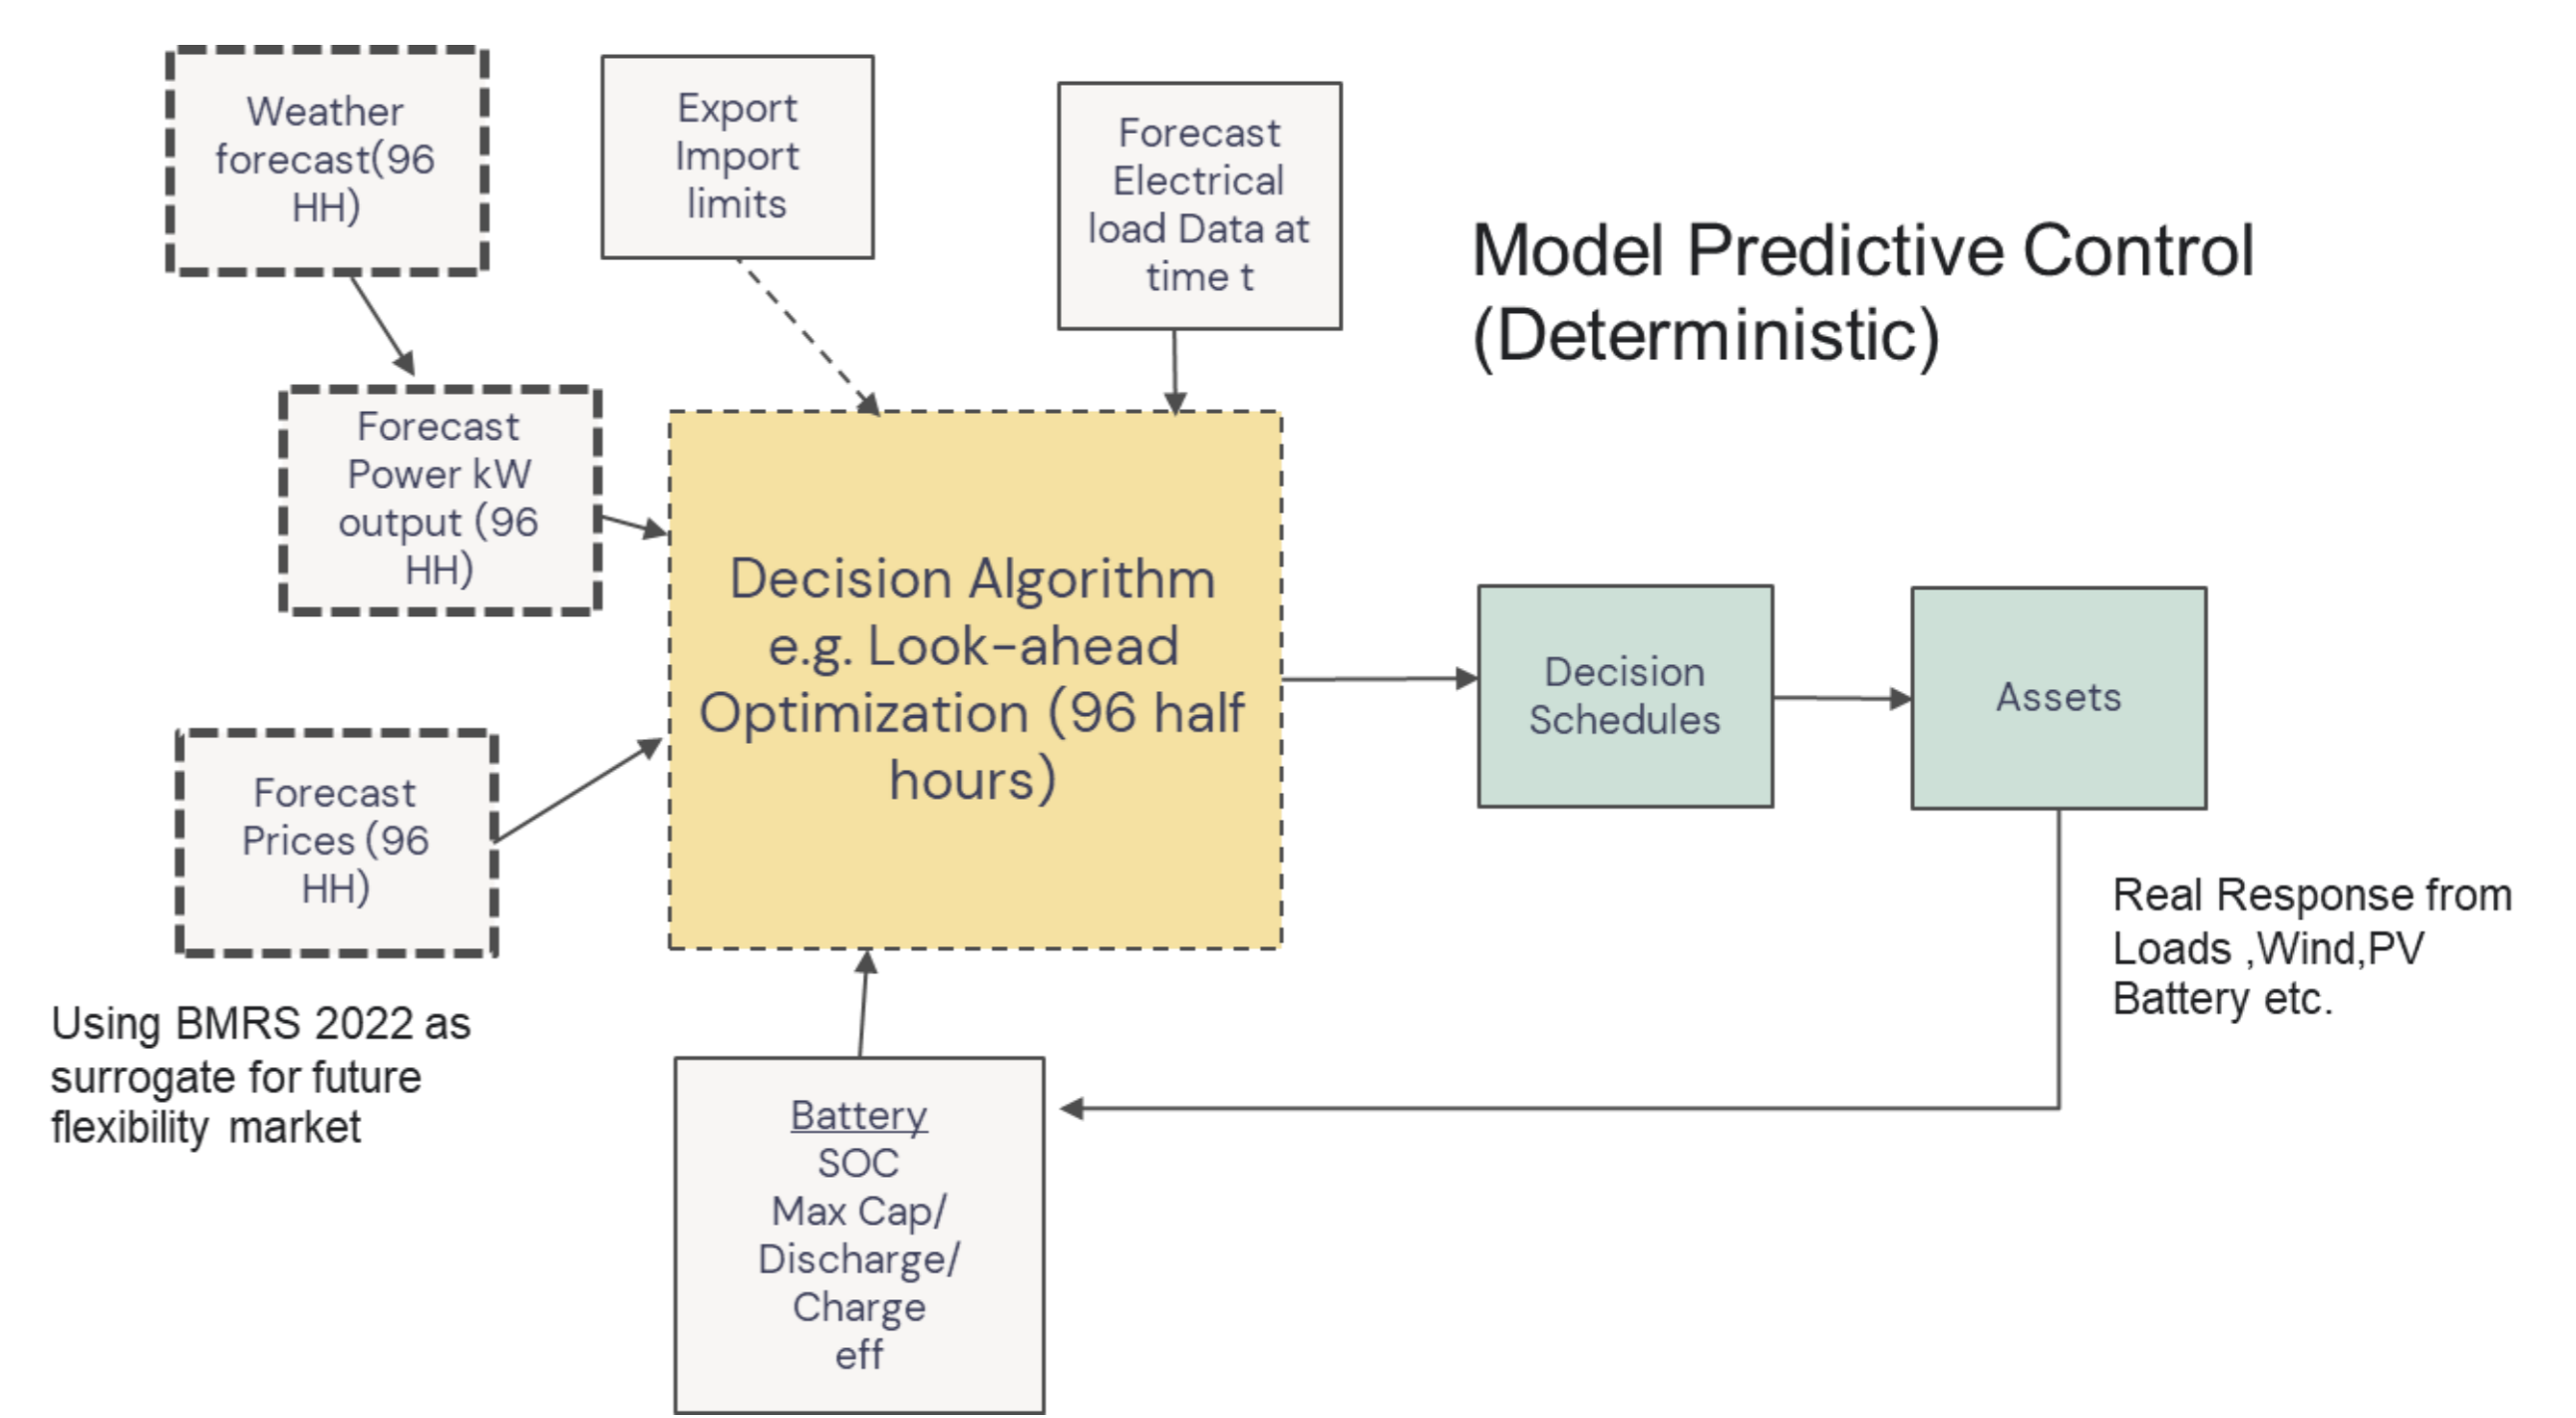 Weather
forecast(96
HH)
Export
Import
limits
Forecast
Electrical
load Data at
time t
Model Predictive Control
(Deterministic)
Forecast
Power kW
output (96
HH)
Decision Algorithm
e.g. Look-ahead
Optimization (96 half
hours)
Decision
Schedules
Assets
Forecast
Prices (96
HH)
Real Response from
Loads ,Wind,PV
Battery etc.
Using BMRS 2022 as
surrogate for future
flexibility market
Battery
SOC
Max Cap/
Discharge/
Charge
eff